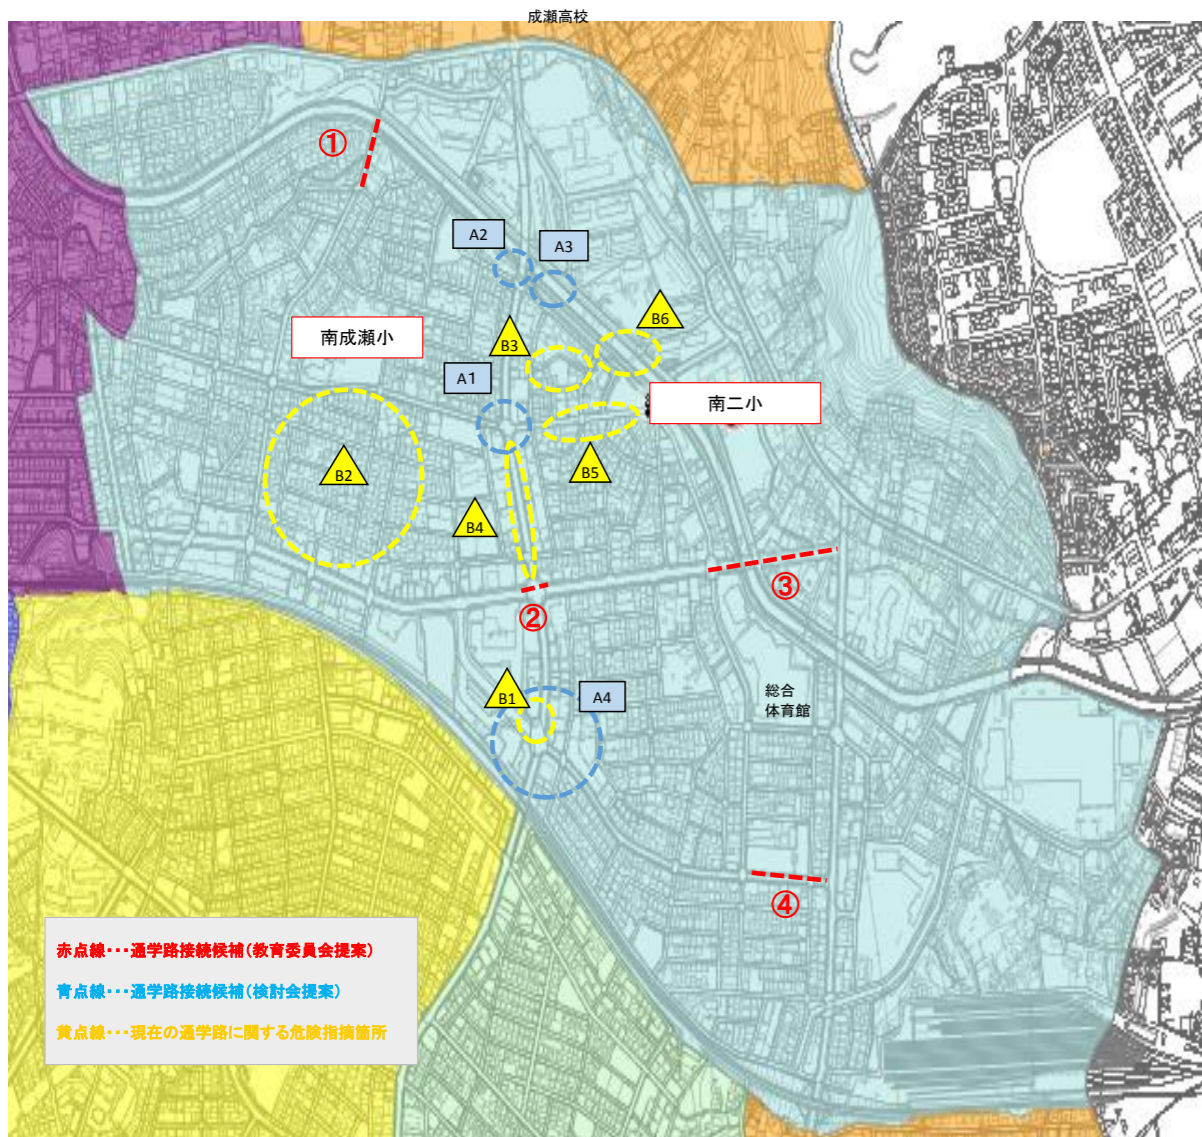 成瀬高校
①
A2
A3
B6
南成瀬小
B3
A1
南二小
B2
B5
B4
③
②
B1
A4
総合
体育館
④
赤点線･･･通学路接続候補(教育委員会提案)
青点線･･･通学路接続候補(検討会提案)
黄点線･･･現在の通学路に関する危険指摘箇所